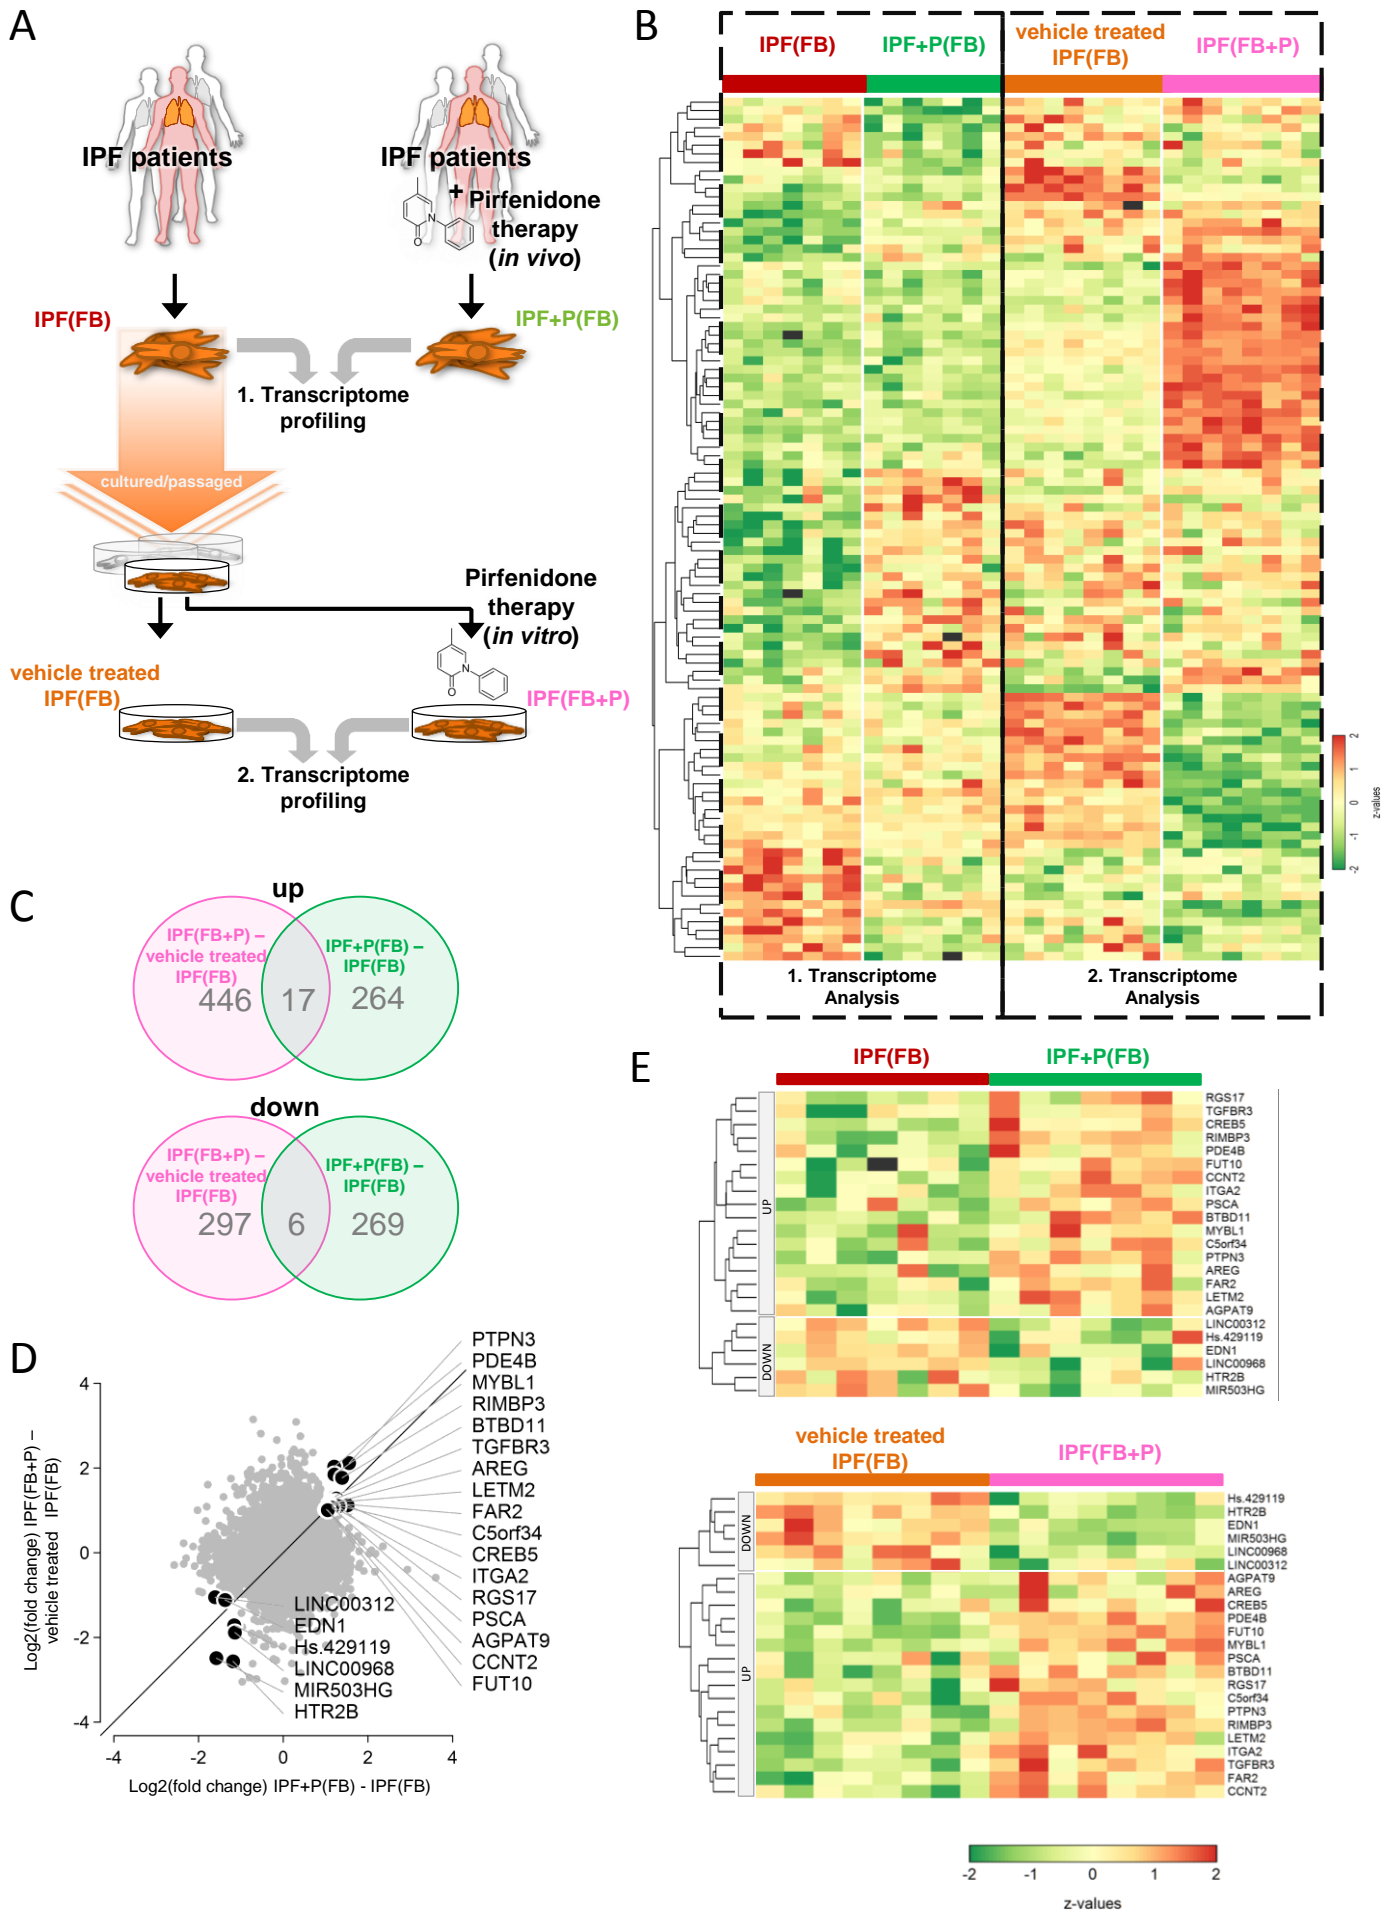 A
IPF patients
IPF patients
+
Pirfenidone
therapy
(in vivo)
N
O
IPF(FB)
IPF+P(FB)
1. Transcriptome
profiling
cultured/passaged
Pirfenidone
therapy
(in vitro)
N
O
vehicle treated
IPF(FB)
IPF(FB+P)
2. Transcriptome
profiling
B
IPF(FB)
IPF+P(FB)
vehicle treated
IPF(FB)
IPF(FB+P)
2
1
0
-1
-2
z-values
1. Transcriptome
Analysis
2. Transcriptome
Analysis
C
up
IPF(FB+P) –
vehicle treated
IPF(FB)
IPF+P(FB) –
IPF(FB)
446
17
264
down
IPF(FB+P) –
vehicle treated
IPF(FB)
IPF+P(FB) –
IPF(FB)
297
6
269
D
Log2(fold change) IPF(FB+P) –
vehicle treated IPF(FB)
4
2
0
-2
-4
-4
-2
0
2
4
Log2(fold change) IPF+P(FB) - IPF(FB)
PTPN3
PDE4B
MYBL1
RIMBP3
BTBD11
TGFBR3
AREG
LETM2
FAR2
C5orf34
CREB5
ITGA2
RGS17
PSCA
AGPAT9
CCNT2
FUT10
LINC00312
EDN1
Hs.429119
LINC00968
MIR503HG
HTR2B
E
IPF(FB)
IPF+P(FB)
UP
DOWN
RGS17
TGFBR3
CREB5
RIMBP3
PDE4B
FUT10
CCNT2
ITGA2
PSCA
BTBD11
MYBL1
C5orf34
PTPN3
AREG
FAR2
LETM2
AGPAT9
LINC00312
Hs.429119
EDN1
LINC00968
HTR2B
MIR503HG
vehicle treated
IPF(FB)
IPF(FB+P)
DOWN
UP
Hs.429119
HTR2B
EDN1
MIR503HG
LINC00968
LINC00312
AGPAT9
AREG
CREB5
PDE4B
FUT10
MYBL1
PSCA
BTBD11
RGS17
C5orf34
PTPN3
RIMBP3
LETM2
ITGA2
TGFBR3
FAR2
CCNT2
-2
-1
0
1
2
z-values